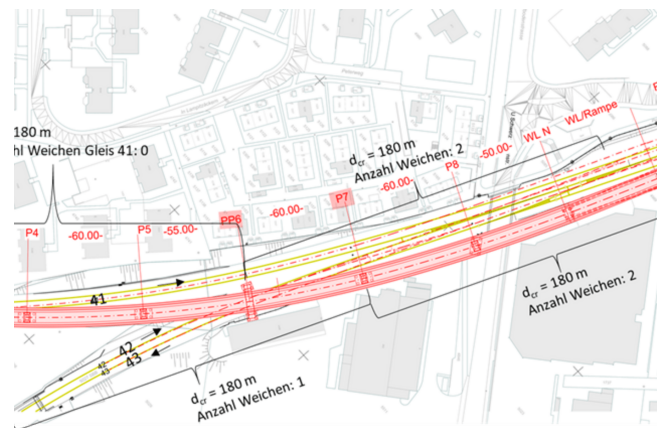 180 m
hl Weichen Gleis 41: 0
d_cr = 180 m
Anzahl Weichen: 2
WL/Rampe
WL N
-50.00-
P8
-60.00-
P7
-60.00-
PP6
-55.00-
P5
-60.00-
P4
41
42
43
42
43
d_cr = 180 m
Anzahl Weichen: 2
d_cr = 180 m
Anzahl Weichen: 1